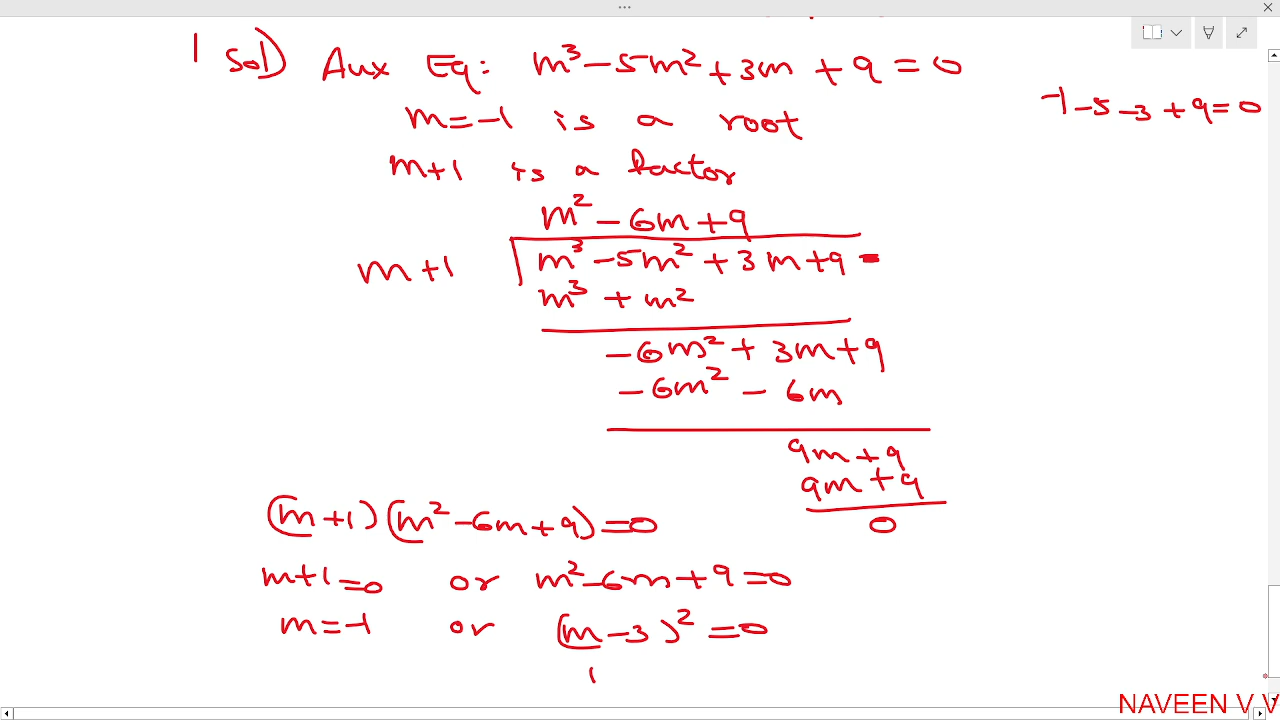 1 Sol) Aux Eq: m³ - 5m² + 3m + 9 = 0
-1 - 5 - 3 + 9 = 0
m = -1 is a root
m+1 is a factor
m² - 6m + 9
m+1 m³ - 5m² + 3m + 9
m³ + m²
-6m² + 3m + 9
-6m² - 6m
9m + 9
9m + 9
0
(m+1)(m² - 6m + 9) = 0
m+1 = 0 or m² - 6m + 9 = 0
m = -1 or (m - 3)² = 0
NAVEEN V V